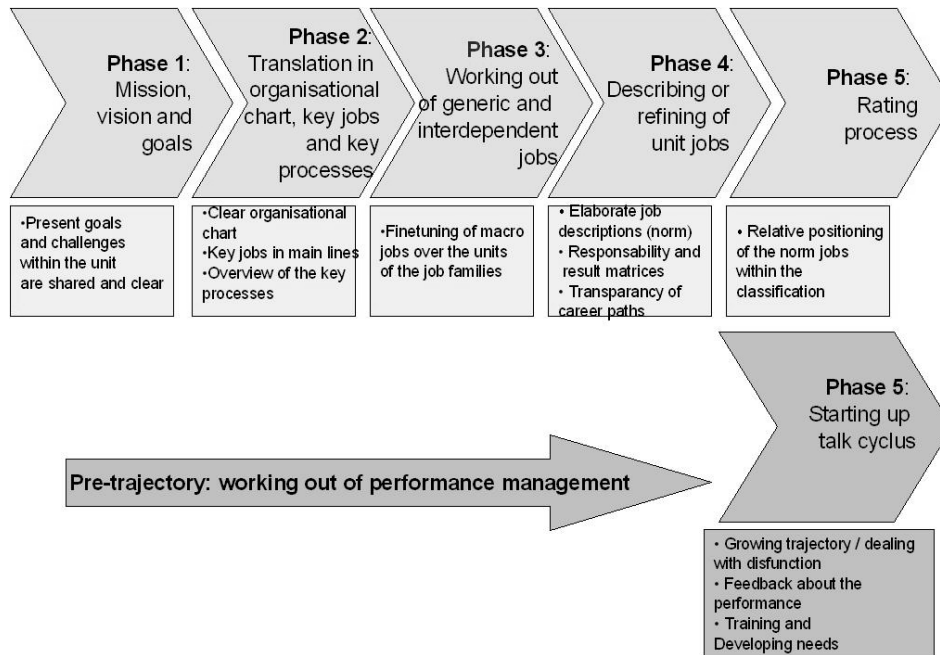 Phase 1:
Mission,
vision and
goals
Phase 2:
Translation in
organisational
chart, key jobs
and key
processes
Phase 3:
Working out
of generic and
interdependent
jobs
Phase 4:
Describing or
refining of
unit jobs
Phase 5:
Rating
process
•Present goals
and challenges
within the unit
are shared and clear
•Clear organisational
chart
•Key jobs in main lines
•Overview of the key
processes
•Finetuning of macro
jobs over the units
of the job families
• Elaborate job
descriptions (norm)
• Responsability and
result matrices
• Transparancy of
career paths
• Relative positioning
of the norm jobs
within the
classification
Phase 5:
Starting up
talk cyclus
Pre-trajectory: working out of performance management
• Growing trajectory / dealing
with disfunction
• Feedback about the
performance
• Training and
Developing needs